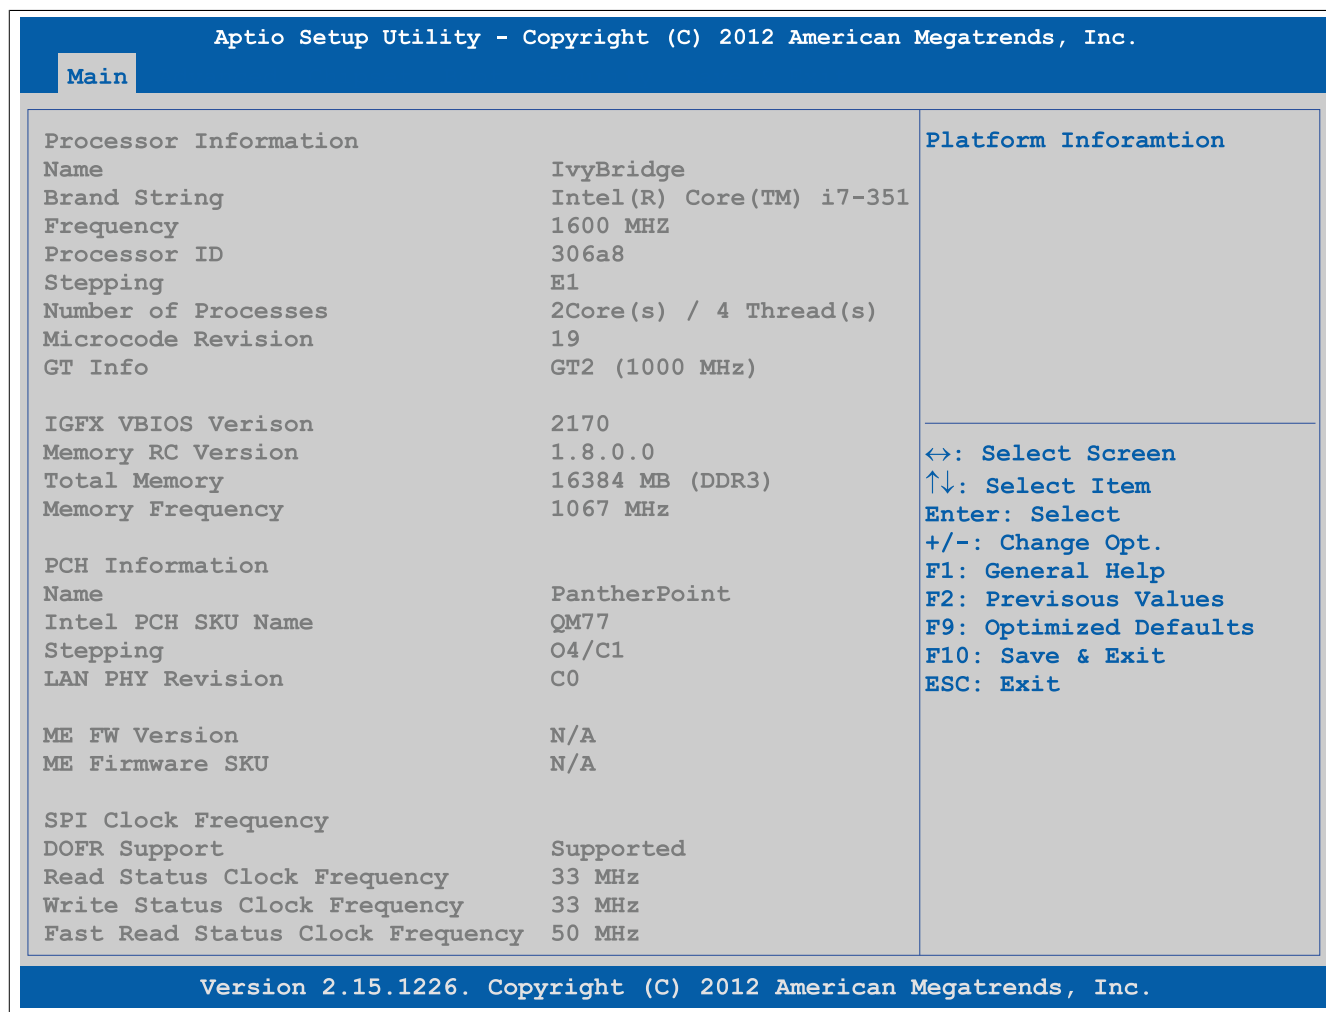 Aptio Setup Utility - Copyright (C) 2012 American Megatrends, Inc.
Main
Processor Information
Name IvyBridge
Brand String Intel(R) Core(TM) i7-351
Frequency 1600 MHZ
Processor ID 306a8
Stepping E1
Number of Processes 2Core(s) / 4 Thread(s)
Microcode Revision 19
GT Info GT2 (1000 MHz)
IGFX VBIOS Verison 2170
Memory RC Version 1.8.0.0
Total Memory 16384 MB (DDR3)
Memory Frequency 1067 MHz
PCH Information
Name PantherPoint
Intel PCH SKU Name QM77
Stepping O4/C1
LAN PHY Revision C0
ME FW Version N/A
ME Firmware SKU N/A
SPI Clock Frequency
DOFR Support Supported
Read Status Clock Frequency 33 MHz
Write Status Clock Frequency 33 MHz
Fast Read Status Clock Frequency 50 MHz
Platform Inforamtion
↔: Select Screen
↑↓: Select Item
Enter: Select
+/-: Change Opt.
F1: General Help
F2: Previsous Values
F9: Optimized Defaults
F10: Save & Exit
ESC: Exit
Version 2.15.1226. Copyright (C) 2012 American Megatrends, Inc.